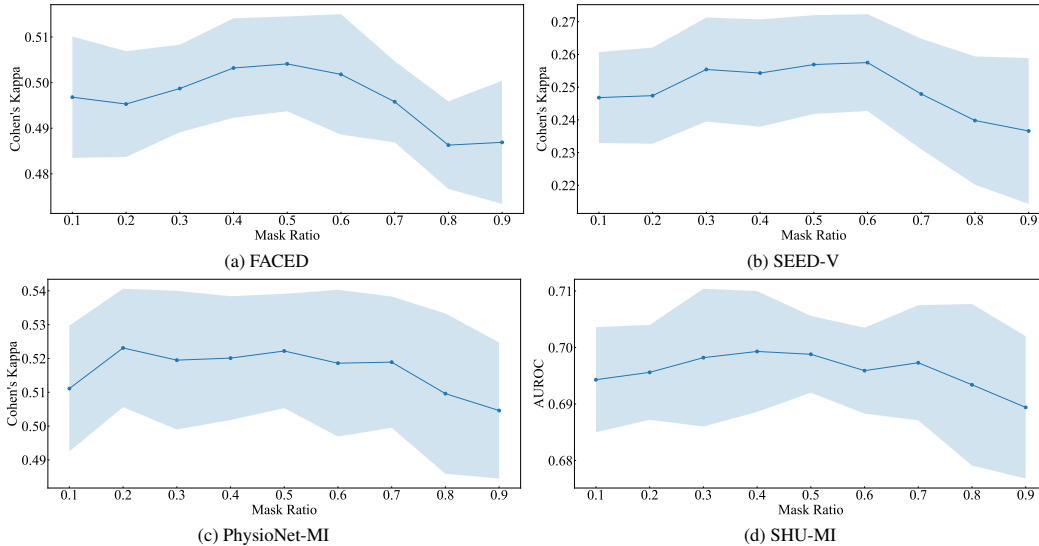 0.51
0.50
0.49
0.48
Cohen's Kappa
0.1 0.2 0.3 0.4 0.5 0.6 0.7 0.8 0.9
Mask Ratio
(a) FACED
0.27
0.26
0.25
0.24
0.23
0.22
Cohen's Kappa
0.1 0.2 0.3 0.4 0.5 0.6 0.7 0.8 0.9
Mask Ratio
(b) SEED-V
0.54
0.53
0.52
0.51
0.50
0.49
Cohen's Kappa
0.1 0.2 0.3 0.4 0.5 0.6 0.7 0.8 0.9
Mask Ratio
(c) PhysioNet-MI
0.71
0.70
0.69
0.68
AUROC
0.1 0.2 0.3 0.4 0.5 0.6 0.7 0.8 0.9
Mask Ratio
(d) SHU-MI